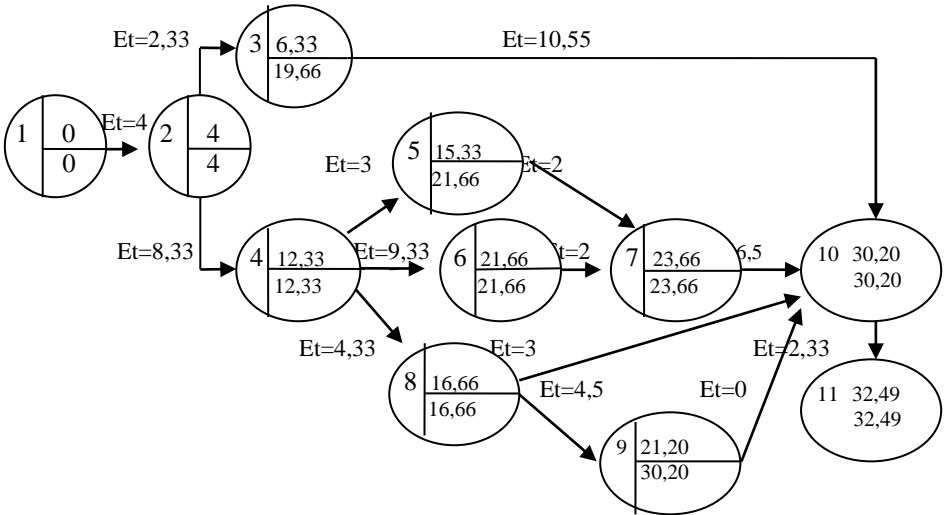 Et=2,33
3 6,33
19,66
Et=10,55
1 0
0
Et=4
2 4
4
Et=3
5 15,33
21,66
Et=2
Et=8,33
4 12,33
12,33
Et=9,33
6 21,66
21,66
t=2
7 23,66
23,66
6,5
10 30,20
30,20
Et=4,33
8 16,66
16,66
Et=3
Et=4,5
Et=0
Et=2,33
9 21,20
30,20
11 32,49
32,49